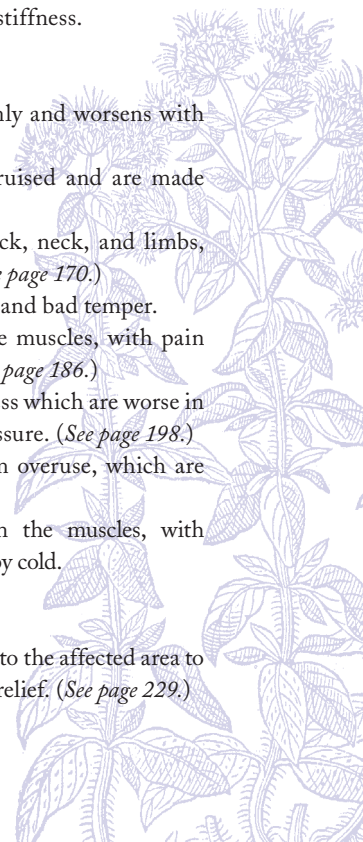 stiffness.
nly and worsens with
ruised and are made
ck, neck, and limbs,
e page 170.)
and bad temper.
e muscles, with pain
page 186.)
ss which are worse in
ssure. (See page 198.)
n overuse, which are
n the muscles, with
by cold.
to the affected area to
relief. (See page 229.)